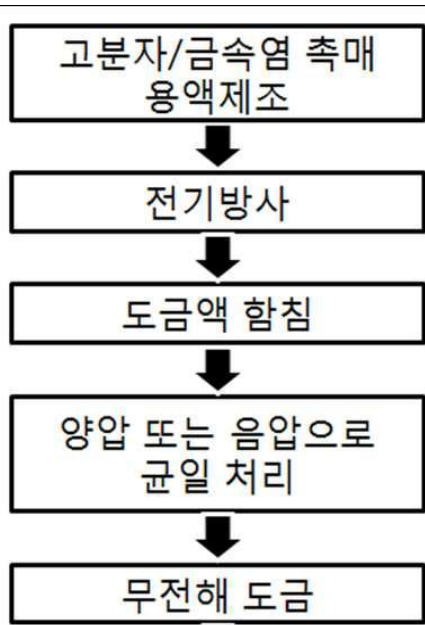 고분자/금속염 촉매
용액제조
전기방사
도금액 함침
양압 또는 음압으로
균일 처리
무전해 도금